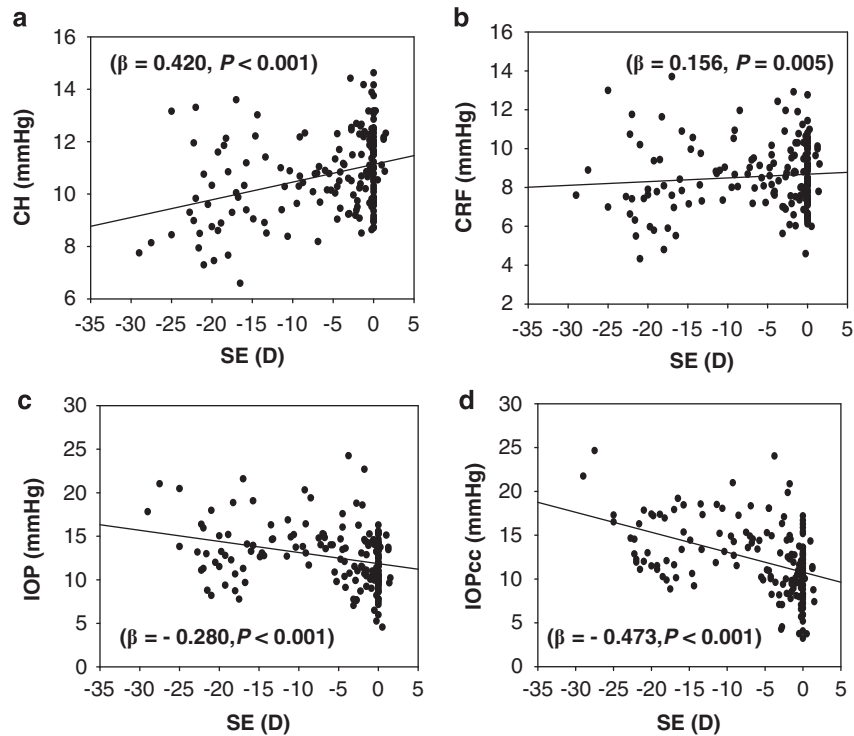 a
16
14
12
10
8
6
CH (mmHg)
(β = 0.420, P < 0.001)
-35 -30 -25 -20 -15 -10 -5 0 5
SE (D)
b
16
14
12
10
8
6
4
2
CRF (mmHg)
(β = 0.156, P = 0.005)
-35 -30 -25 -20 -15 -10 -5 0 5
SE (D)
c
30
25
20
15
10
5
0
IOP (mmHg)
(β = - 0.280,P < 0.001)
-35 -30 -25 -20 -15 -10 -5 0 5
SE (D)
d
30
25
20
15
10
5
0
IOPcc (mmHg)
(β = - 0.473,P < 0.001)
-35 -30 -25 -20 -15 -10 -5 0 5
SE (D)